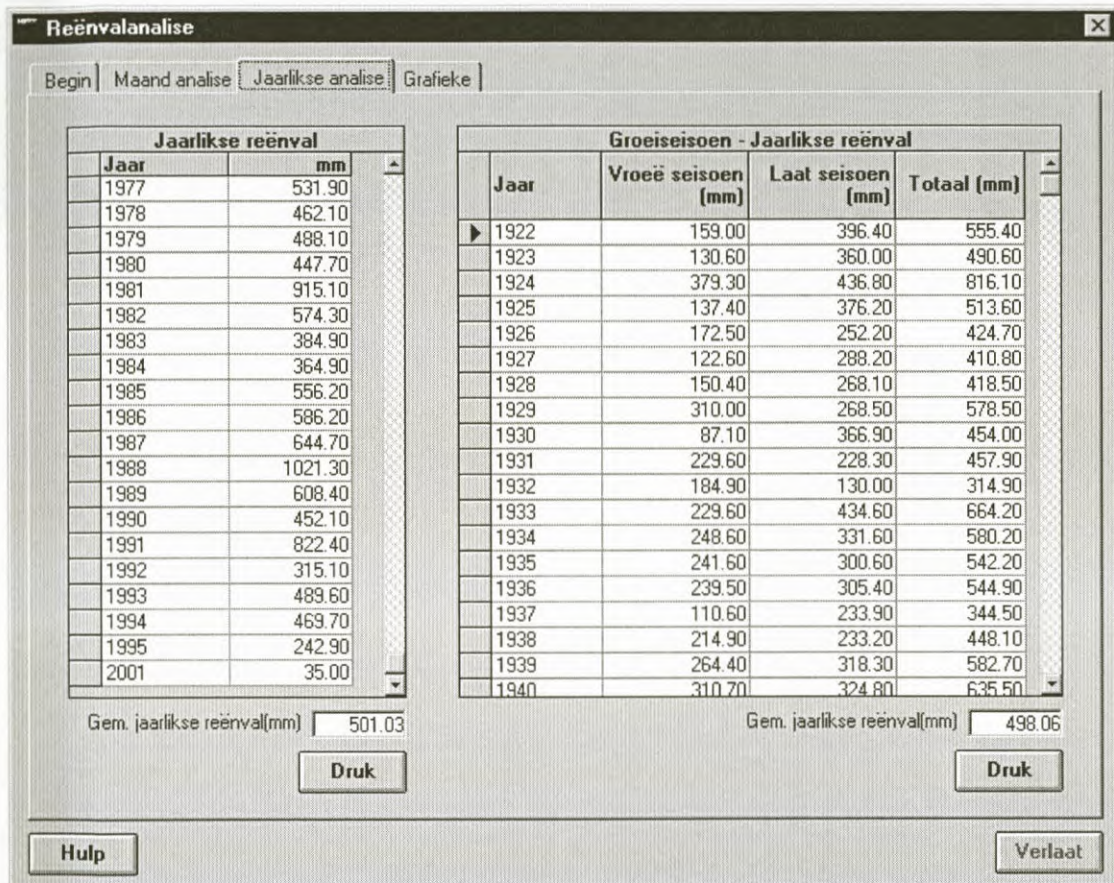 Reënvalanalise
Begin Maand analise Jaarlikse analise Grafieke
Jaarlikse reënval
Jaar mm
1977 531.90
1978 462.10
1979 488.10
1980 447.70
1981 915.10
1982 574.30
1983 384.90
1984 364.90
1985 556.20
1986 586.20
1987 644.70
1988 1021.30
1989 608.40
1990 452.10
1991 822.40
1992 315.10
1993 489.60
1994 469.70
1995 242.90
2001 35.00
Gem. jaarlikse reënval(mm) 501.03
Druk
Groeiseisoen - Jaarlikse reënval
Jaar Vroeë seisoen (mm) Laat seisoen (mm) Totaal (mm)
1922 159.00 396.40 555.40
1923 130.60 360.00 490.60
1924 379.30 436.80 816.10
1925 137.40 376.20 513.60
1926 172.50 252.20 424.70
1927 122.60 288.20 410.80
1928 150.40 268.10 418.50
1929 310.00 268.50 578.50
1930 87.10 366.90 454.00
1931 229.60 228.30 457.90
1932 184.90 130.00 314.90
1933 229.60 434.60 664.20
1934 248.60 331.60 580.20
1935 241.60 300.60 542.20
1936 239.50 305.40 544.90
1937 110.60 233.90 344.50
1938 214.90 233.20 448.10
1939 264.40 318.30 582.70
1940 310.70 324.80 635.50
Gem. jaarlikse reënval(mm) 498.06
Druk
Hulp
Verlaat